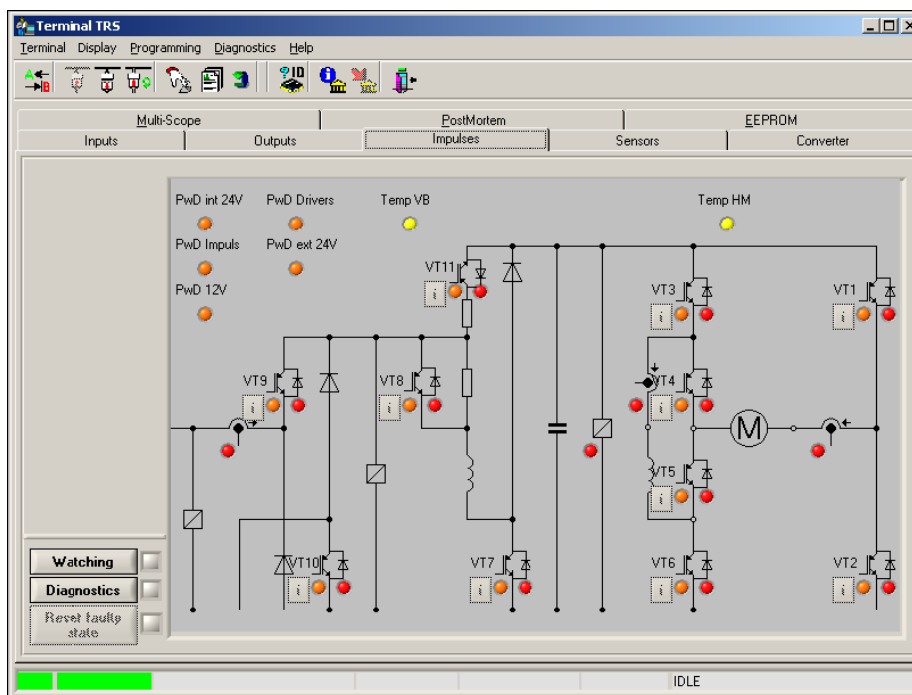 Terminal TRS
Terminal Display Programming Diagnostics Help
A B ?ID i
Multi-Scope PostMortem EEPROM
Inputs Outputs Impulses Sensors Converter
PwD int 24V PwD Drivers Temp VB Temp HM
PwD Impuls PwD ext 24V
VT11
i
PwD 12V
VT3 VT1
i i
VT9 VT8 VT4
i i i
M
VT5
i
VT10 VT7 VT6 VT2
i i i i
Watching
Diagnostics
Reset faulty
state
IDLE